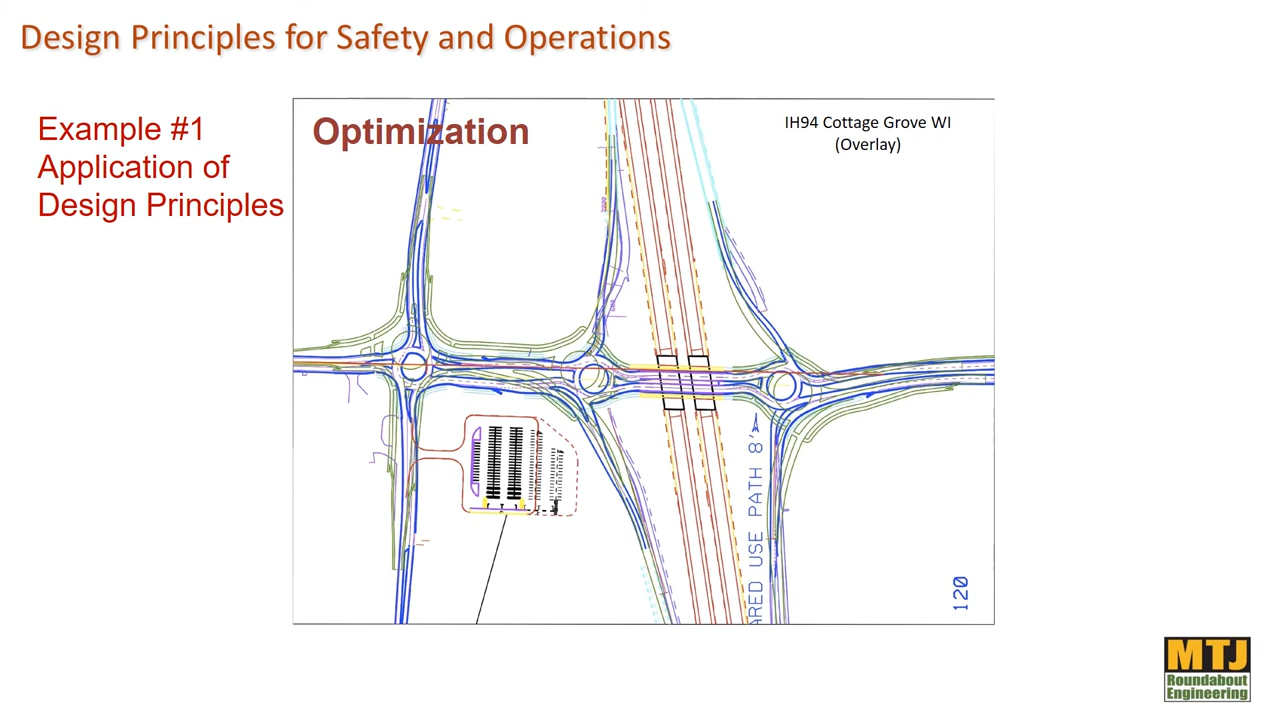 Design Principles for Safety and Operations
Example #1
Application of
Design Principles
Optimization
IH94 Cottage Grove WI
(Overlay)
ARED USE PATH 8'
120
MTJ
Roundabout
Engineering